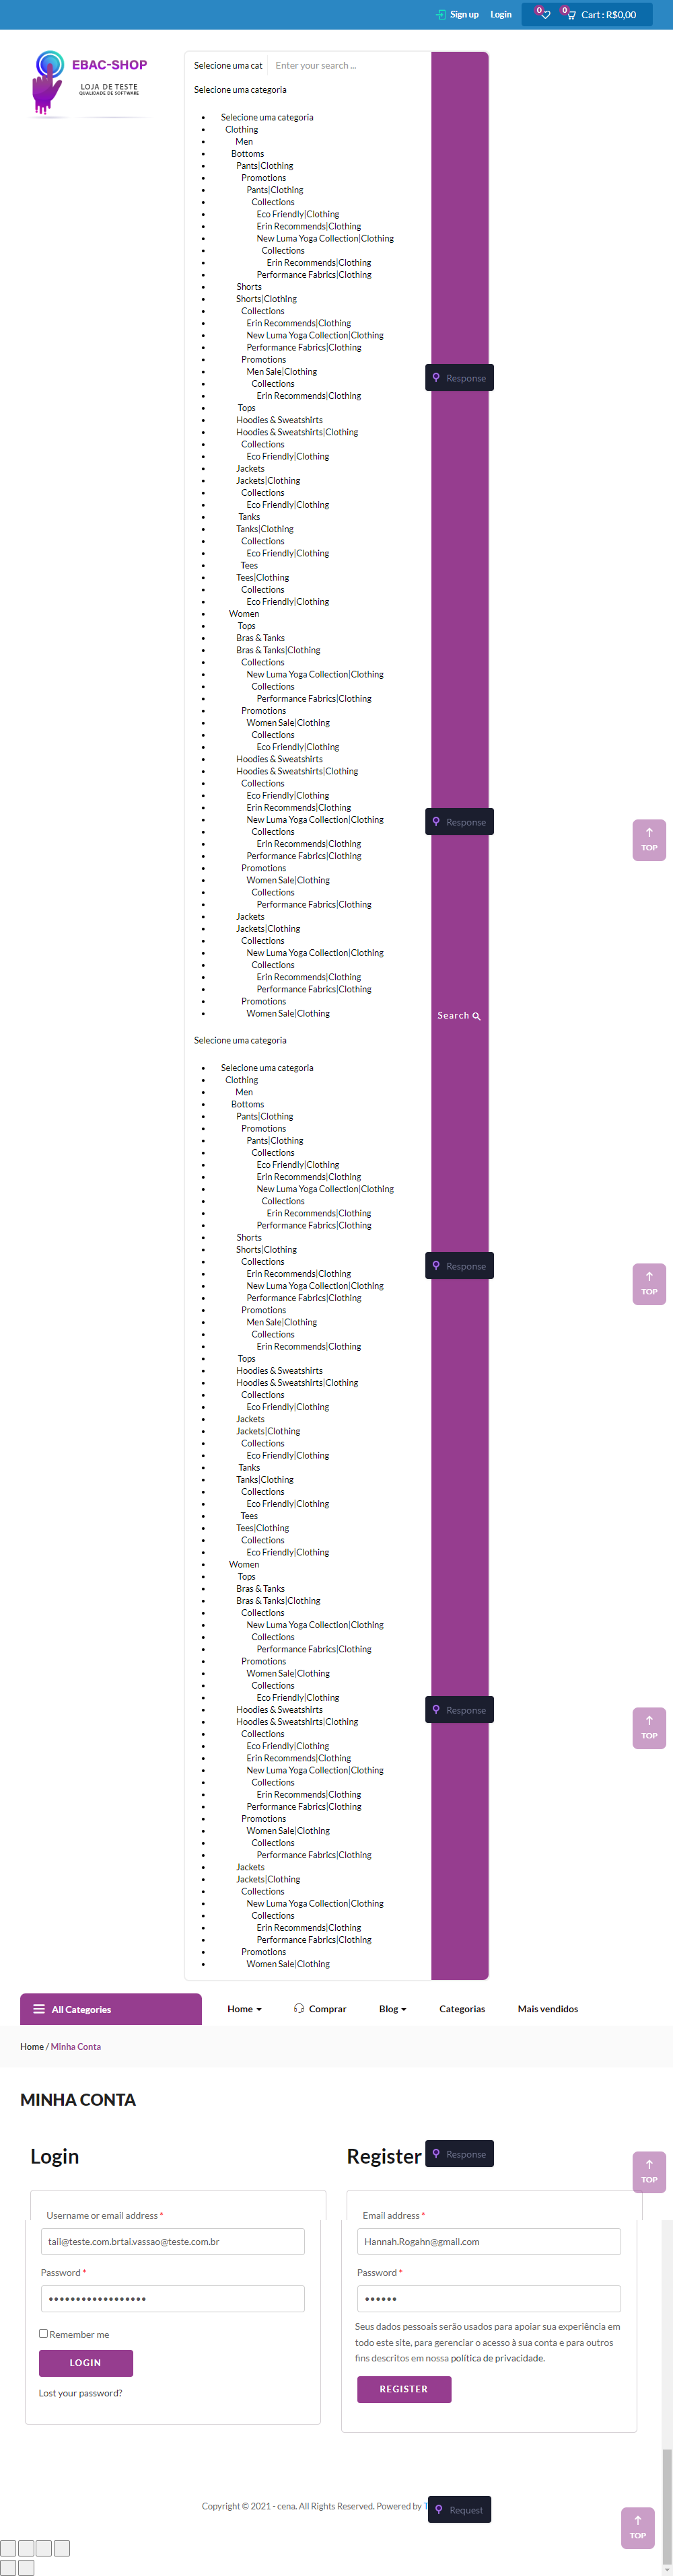 Sign up Login 0 0 Cart : R$0,00
EBAC-SHOP
LOJA DE TESTE
QUALIDADE DE SOFTWARE
Selecione uma cat Enter your search ...
Selecione uma categoria
Selecione uma categoria
Clothing
Men
Bottoms
Pants|Clothing
Promotions
Pants|Clothing
Collections
Eco Friendly|Clothing
Erin Recommends|Clothing
New Luma Yoga Collection|Clothing
Collections
Erin Recommends|Clothing
Performance Fabrics|Clothing
Shorts
Shorts|Clothing
Collections
Erin Recommends|Clothing
New Luma Yoga Collection|Clothing
Performance Fabrics|Clothing
Promotions
Men Sale|Clothing
Response
Collections
Erin Recommends|Clothing
Tops
Hoodies & Sweatshirts
Hoodies & Sweatshirts|Clothing
Collections
Eco Friendly|Clothing
Jackets
Jackets|Clothing
Collections
Eco Friendly|Clothing
Tanks
Tanks|Clothing
Collections
Eco Friendly|Clothing
Tees
Tees|Clothing
Collections
Eco Friendly|Clothing
Women
Tops
Bras & Tanks
Bras & Tanks|Clothing
Collections
New Luma Yoga Collection|Clothing
Collections
Performance Fabrics|Clothing
Promotions
Women Sale|Clothing
Collections
Eco Friendly|Clothing
Hoodies & Sweatshirts
Hoodies & Sweatshirts|Clothing
Collections
Eco Friendly|Clothing
Erin Recommends|Clothing
New Luma Yoga Collection|Clothing
Response
Collections
Erin Recommends|Clothing
TOP
Performance Fabrics|Clothing
Promotions
Women Sale|Clothing
Collections
Performance Fabrics|Clothing
Jackets
Jackets|Clothing
Collections
New Luma Yoga Collection|Clothing
Collections
Erin Recommends|Clothing
Performance Fabrics|Clothing
Promotions
Women Sale|Clothing
Search
Selecione uma categoria
Selecione uma categoria
Clothing
Men
Bottoms
Pants|Clothing
Promotions
Pants|Clothing
Collections
Eco Friendly|Clothing
Erin Recommends|Clothing
New Luma Yoga Collection|Clothing
Collections
Erin Recommends|Clothing
Performance Fabrics|Clothing
Shorts
Shorts|Clothing
Collections
Response
Erin Recommends|Clothing
New Luma Yoga Collection|Clothing
TOP
Performance Fabrics|Clothing
Promotions
Men Sale|Clothing
Collections
Erin Recommends|Clothing
Tops
Hoodies & Sweatshirts
Hoodies & Sweatshirts|Clothing
Collections
Eco Friendly|Clothing
Jackets
Jackets|Clothing
Collections
Eco Friendly|Clothing
Tanks
Tanks|Clothing
Collections
Eco Friendly|Clothing
Tees
Tees|Clothing
Collections
Eco Friendly|Clothing
Women
Tops
Bras & Tanks
Bras & Tanks|Clothing
Collections
New Luma Yoga Collection|Clothing
Collections
Performance Fabrics|Clothing
Promotions
Women Sale|Clothing
Collections
Eco Friendly|Clothing
Hoodies & Sweatshirts
Response
Hoodies & Sweatshirts|Clothing
Collections
TOP
Eco Friendly|Clothing
Erin Recommends|Clothing
New Luma Yoga Collection|Clothing
Collections
Erin Recommends|Clothing
Performance Fabrics|Clothing
Promotions
Women Sale|Clothing
Collections
Performance Fabrics|Clothing
Jackets
Jackets|Clothing
Collections
New Luma Yoga Collection|Clothing
Collections
Erin Recommends|Clothing
Performance Fabrics|Clothing
Promotions
Women Sale|Clothing
All Categories Home Comprar Blog Categorias Mais vendidos
Home / Minha Conta
MINHA CONTA
Login
Register
Response
TOP
Username or email address *
taii@teste.com.brtai.vassao@teste.com.br
Password *
••••••••••••••••••
Remember me
LOGIN
Lost your password?
Email address *
Hannah.Rogahn@gmail.com
Password *
••••••
Seus dados pessoais serão usados para apoiar sua experiência em
todo este site, para gerenciar o acesso à sua conta e para outros
fins descritos em nossa política de privacidade.
REGISTER
Copyright © 2021 - cena. All Rights Reserved. Powered by T
Request
TOP